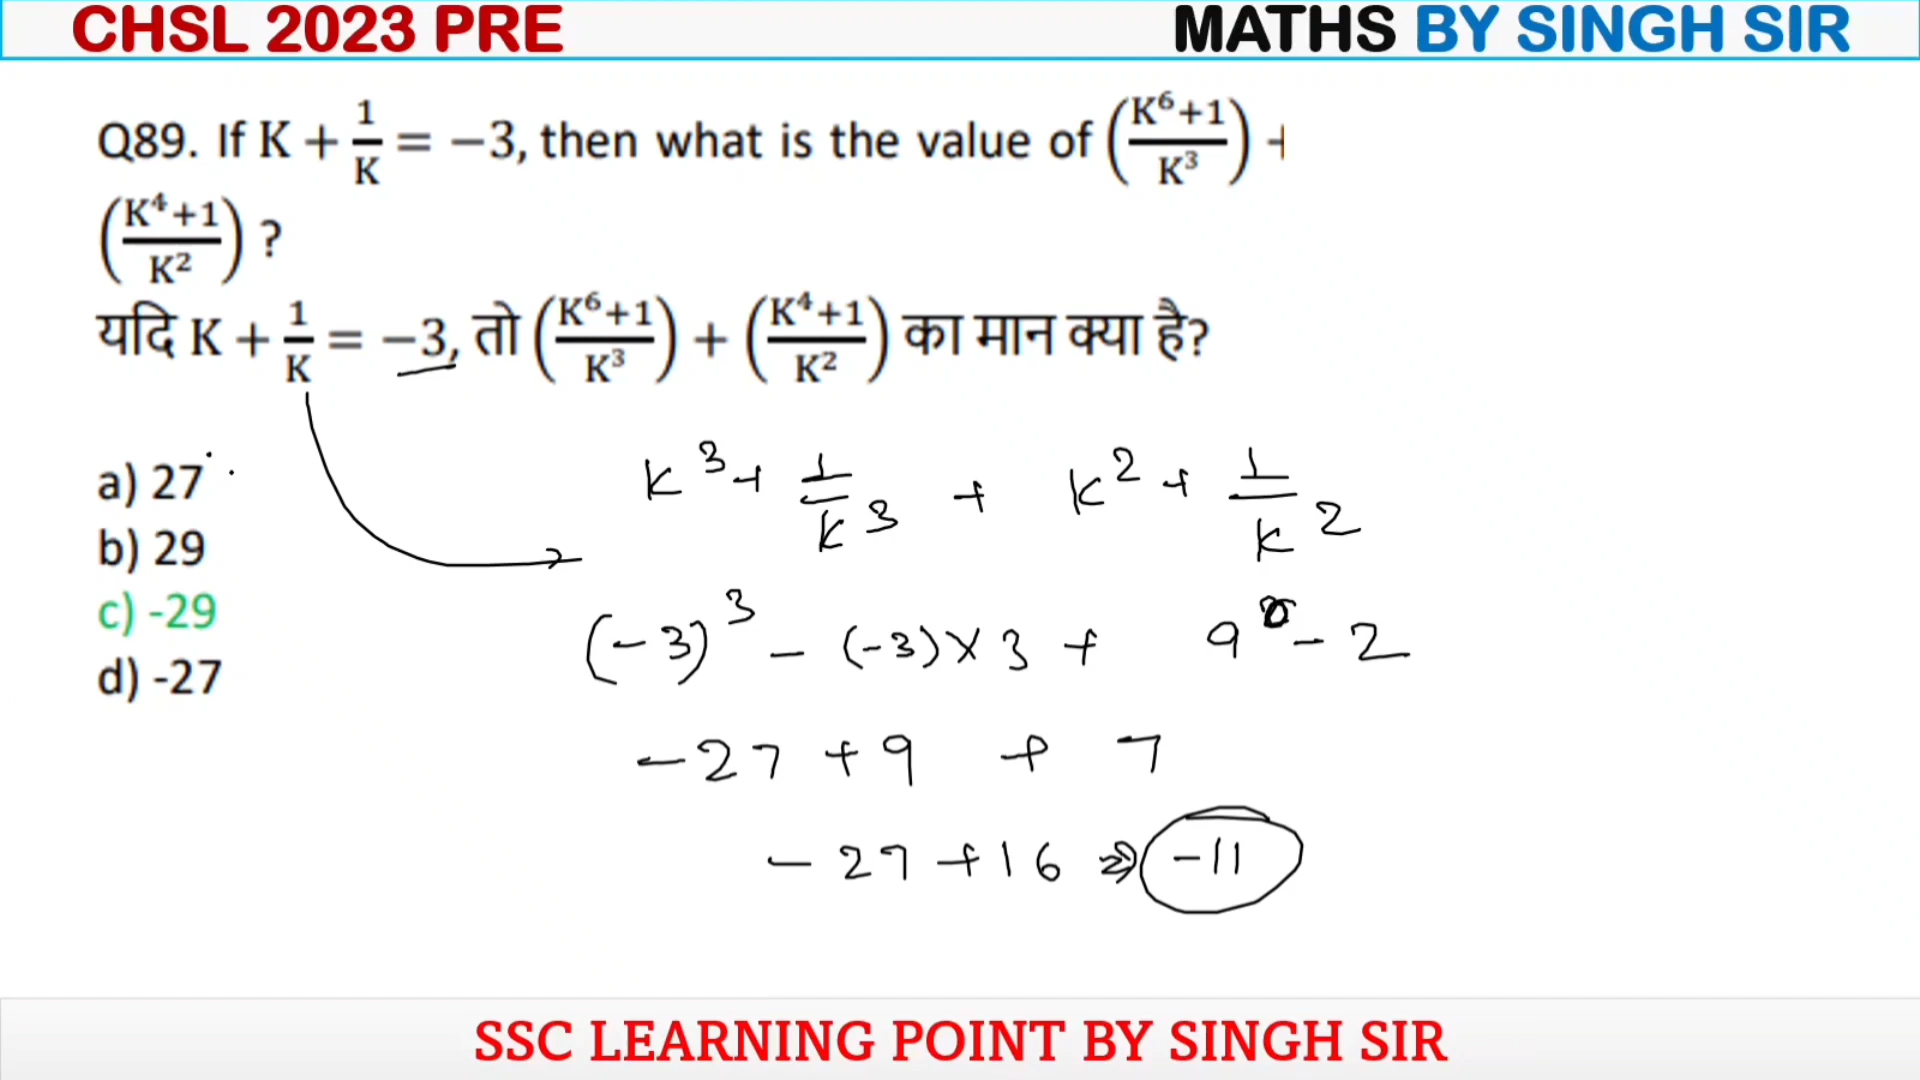 CHSL 2023 PRE
MATHS BY SINGH SIR
Q89. If K + 1/K = −3, then what is the value of ((K⁶+1)/K³) +
((K⁴+1)/K²) ?
यदि K + 1/K = −3, तो ((K⁶+1)/K³) + ((K⁴+1)/K²) का मान क्या है?
a) 27
b) 29
c) -29
d) -27
K³ + 1/K³ + K² + 1/K²
(-3)³ - (-3) × 3 + 9 - 2
-27 + 9 + 7
-27 + 16 ⇒ -11
SSC LEARNING POINT BY SINGH SIR